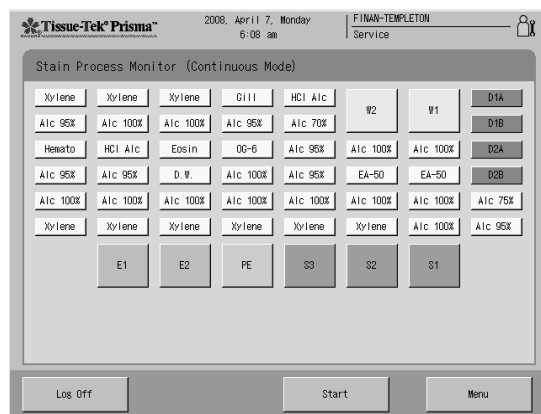 Tissue-Tek® Prisma™
2008, April 7, Monday
6:08 am
FINAN-TEMPLETON
Service
Stain Process Monitor (Continuous Mode)
Xylene Xylene Xylene Gill HCl Alc W2 W1 D1A
Alc 95% Alc 100% Alc 100% Alc 95% Alc 70% D1B
Hemato HCl Alc Eosin OG-6 Alc 95% Alc 100% Alc 100% D2A
Alc 95% Alc 95% D.W. Alc 100% Alc 95% EA-50 EA-50 D2B
Alc 100% Alc 100% Alc 100% Alc 100% Alc 100% Alc 100% Alc 100% Alc 75%
Xylene Xylene Xylene Xylene Xylene Xylene Alc 100% Alc 95%
E1 E2 PE S3 S2 S1
Log Off Start Menu